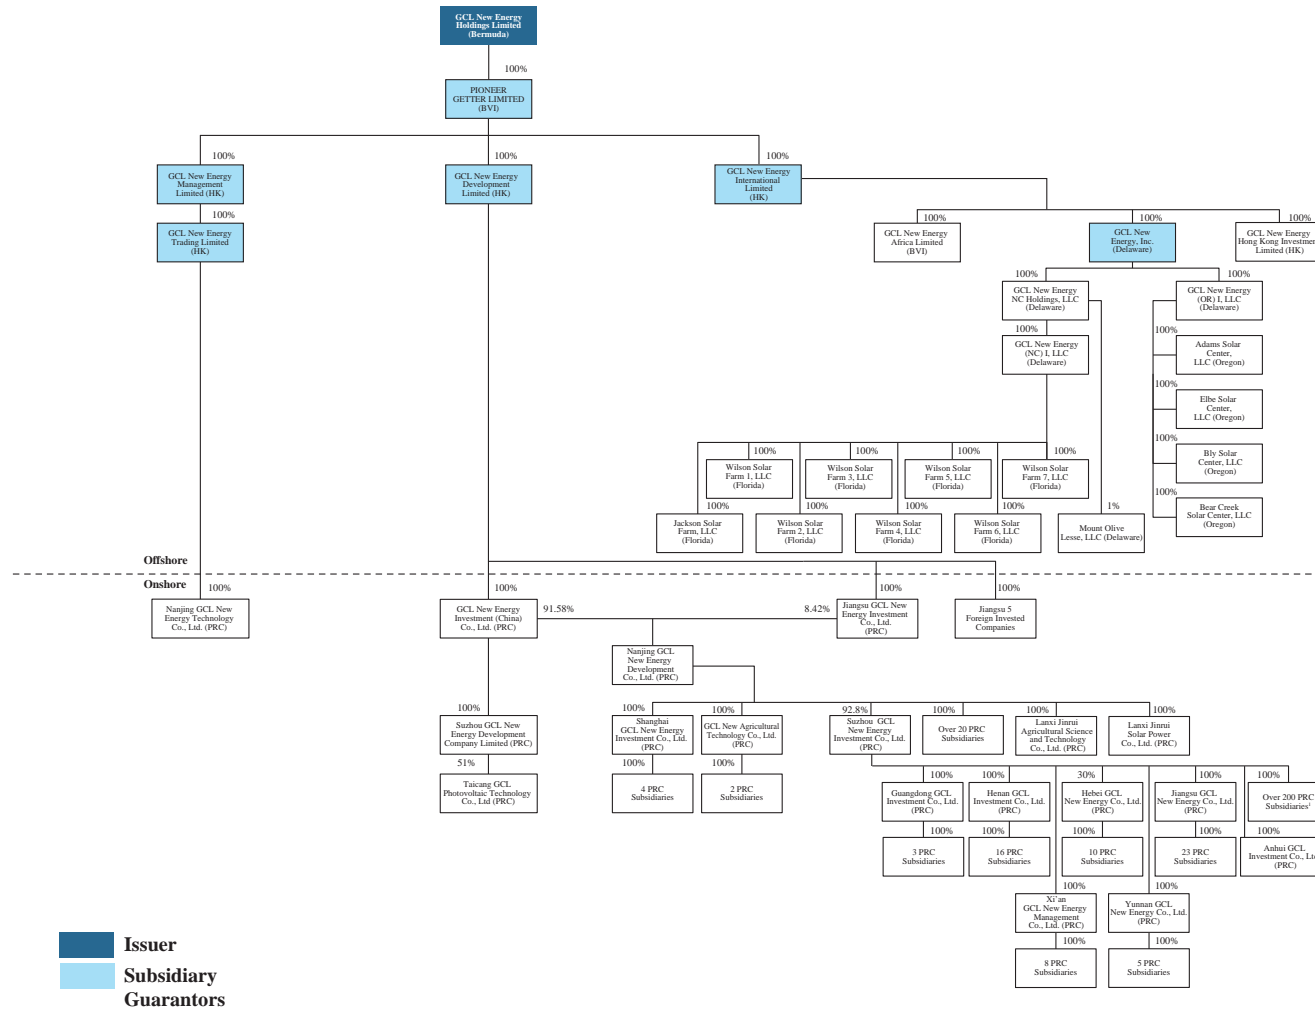 GCL New Energy
Holdings Limited
(Bermuda)
100%
PIONEER
GETTER LIMITED
(BVI)
100%
100%
100%
GCL New Energy
Management
Limited (HK)
GCL New Energy
Development
Limited (HK)
GCL New Energy
International
Limited
(HK)
100%
GCL New Energy
Trading Limited
(HK)
100%
100%
100%
GCL New Energy
Africa Limited
(BVI)
GCL New
Energy, Inc.
(Delaware)
GCL New Energy
Hong Kong Investmen
Limited (HK)
100%
100%
GCL New Energy
NC Holdings, LLC
(Delaware)
GCL New Energy
(OR) I, LLC
(Delaware)
100%
100%
GCL New Energy
(NC) I, LLC
(Delaware)
Adams Solar
Center,
LLC (Oregon)
100%
Elbe Solar
Center,
LLC (Oregon)
100%
Bly Solar
Center, LLC
(Oregon)
100%
Bear Creek
Solar Center, LLC
(Oregon)
100%
100%
100%
100%
Wilson Solar
Farm 1, LLC
(Florida)
Wilson Solar
Farm 3, LLC
(Florida)
Wilson Solar
Farm 5, LLC
(Florida)
Wilson Solar
Farm 7, LLC
(Florida)
100%
100%
100%
100%
1%
Jackson Solar
Farm, LLC
(Florida)
Wilson Solar
Farm 2, LLC
(Florida)
Wilson Solar
Farm 4, LLC
(Florida)
Wilson Solar
Farm 6, LLC
(Florida)
Mount Olive
Lesse, LLC (Delaware)
Offshore
Onshore
100%
100%
100%
100%
Nanjing GCL New
Energy Technology
Co., Ltd. (PRC)
GCL New Energy
Investment (China)
Co., Ltd. (PRC)
91.58%
8.42%
Jiangsu GCL New
Energy Investment
Co., Ltd.
(PRC)
Jiangsu 5
Foreign Invested
Companies
Nanjing GCL
New Energy
Development
Co., Ltd. (PRC)
100%
100%
100%
92.8%
100%
100%
100%
Suzhou GCL New
Energy Development
Company Limited (PRC)
Shanghai
GCL New Energy
Investment Co., Ltd.
(PRC)
GCL New Agricultural
Technology Co., Ltd.
(PRC)
Suzhou GCL
New Energy
Investment Co., Ltd.
(PRC)
Over 20 PRC
Subsidiaries
Lanxi Jinrui
Agricultural Science
and Technology
Co., Ltd. (PRC)
Lanxi Jinrui
Solar Power
Co., Ltd. (PRC)
51%
100%
100%
Taicang GCL
Photovoltaic Technology
Co., Ltd (PRC)
4 PRC
Subsidiaries
2 PRC
Subsidiaries
100%
100%
30%
100%
100%
Guangdong GCL
Investment Co., Ltd.
(PRC)
Henan GCL
Investment Co., Ltd.
(PRC)
Hebei GCL
New Energy Co., Ltd.
(PRC)
Jiangsu GCL
New Energy Co., Ltd.
(PRC)
Over 200 PRC
Subsidiaries¹
100%
100%
100%
100%
100%
3 PRC
Subsidiaries
16 PRC
Subsidiaries
10 PRC
Subsidiaries
23 PRC
Subsidiaries
Anhui GCL
Investment Co., Lt
(PRC)
100%
100%
Xi'an
GCL New Energy
Management
Co., Ltd. (PRC)
Yunnan GCL
New Energy Co., Ltd.
(PRC)
100%
100%
8 PRC
Subsidiaries
5 PRC
Subsidiaries
Issuer
Subsidiary
Guarantors